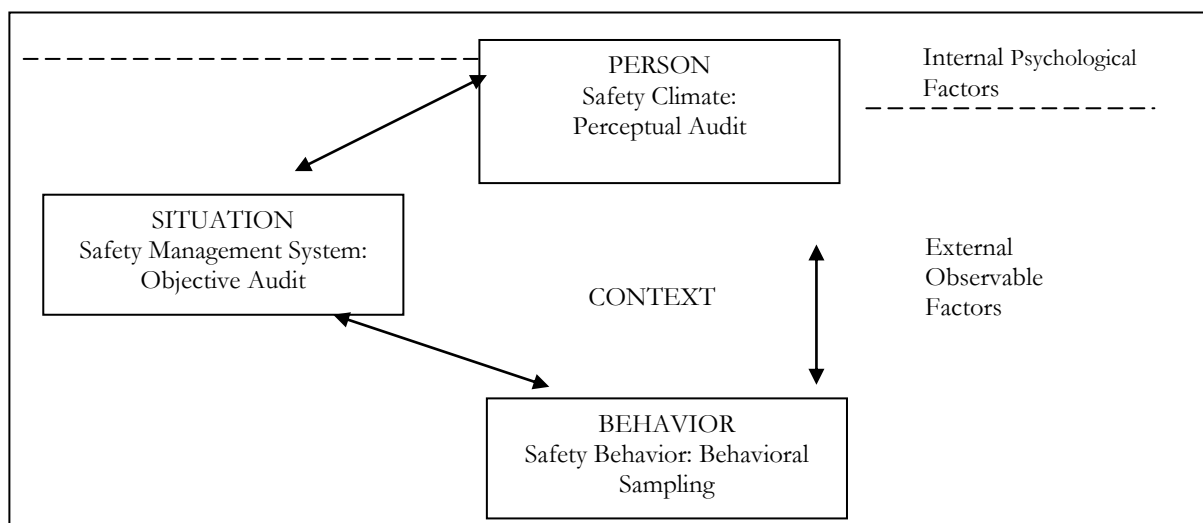 PERSON
Safety Climate:
Perceptual Audit
Internal Psychological
Factors
SITUATION
Safety Management System:
Objective Audit
CONTEXT
External
Observable
Factors
BEHAVIOR
Safety Behavior: Behavioral
Sampling